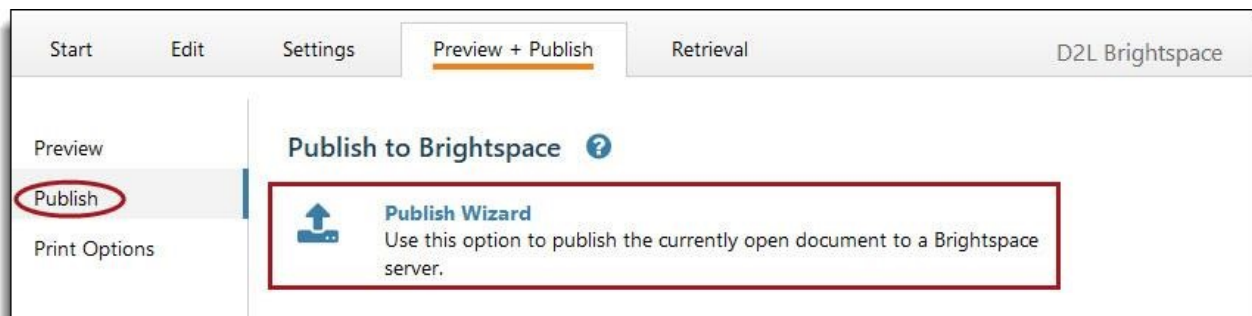 Start Edit Settings Preview + Publish Retrieval D2L Brightspace
Preview
Publish
Print Options
Publish to Brightspace ?
Publish Wizard
Use this option to publish the currently open document to a Brightspace
server.